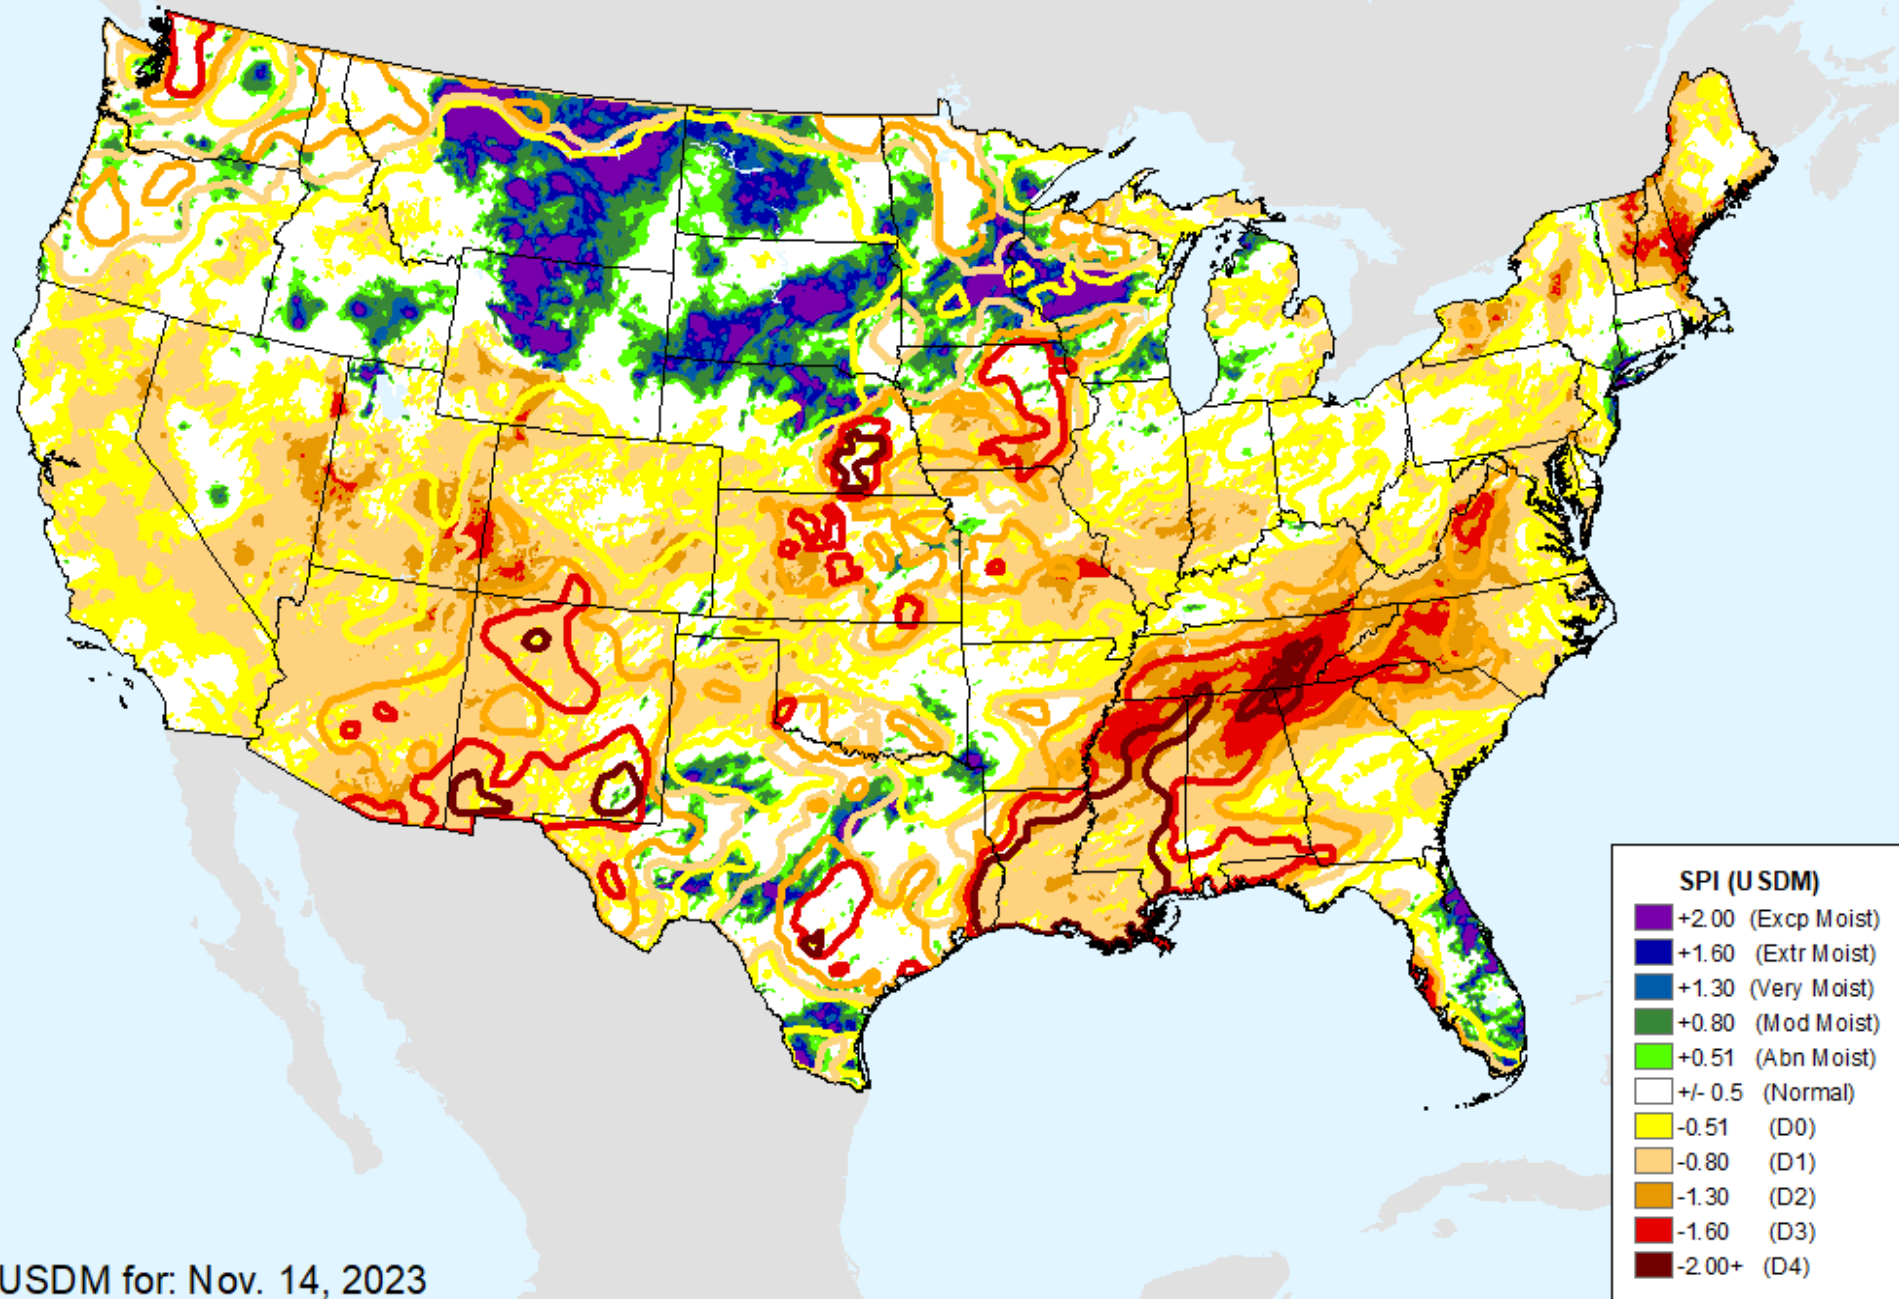 SPI (USDM)
+2.00 (Excp Moist)
+1.60 (Extr Moist)
+1.30 (Very Moist)
+0.80 (Mod Moist)
+0.51 (Abn Moist)
+/- 0.5 (Normal)
-0.51 (D0)
-0.80 (D1)
-1.30 (D2)
-1.60 (D3)
-2.00+ (D4)
USDM for: Nov. 14, 2023